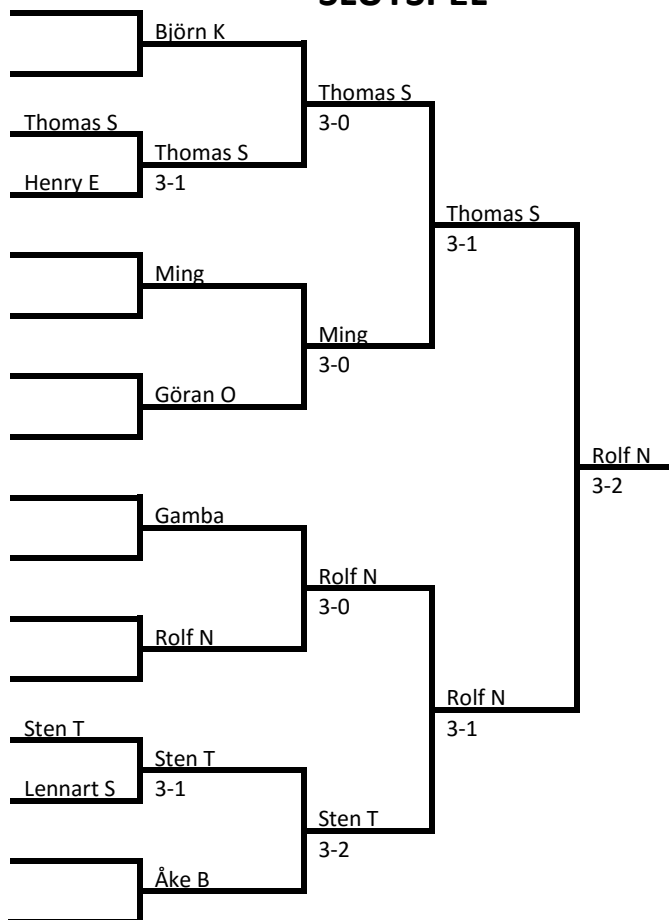 SLUTSPEL
Björn K
Thomas S
3-0
Thomas S
Thomas S
Henry E
3-1
Thomas S
3-1
Ming
Ming
3-0
Göran O
Rolf N
3-2
Gamba
Rolf N
3-0
Rolf N
Rolf N
3-1
Sten T
Sten T
Lennart S
3-1
Sten T
3-2
Åke B